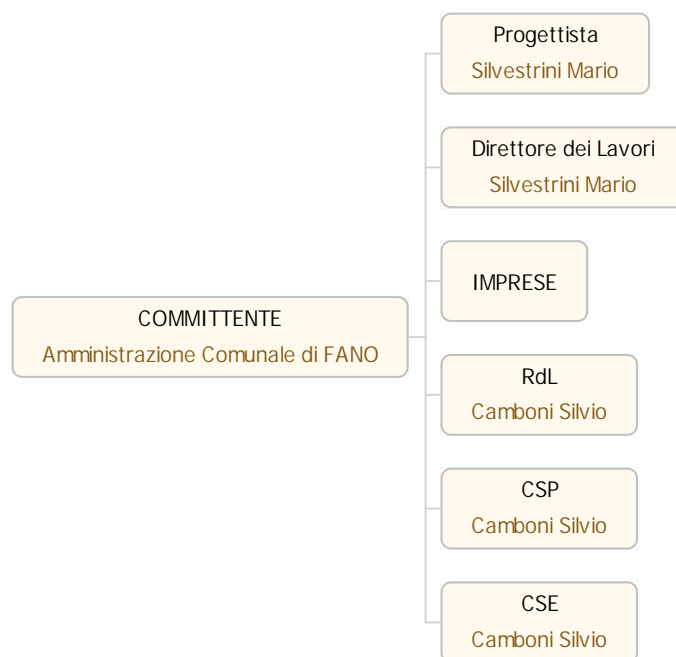 Progettista
Silvestrini Mario
Direttore dei Lavori
Silvestrini Mario
IMPRESE
COMMITTENTE
Amministrazione Comunale di FANO
RdL
Camboni Silvio
CSP
Camboni Silvio
CSE
Camboni Silvio